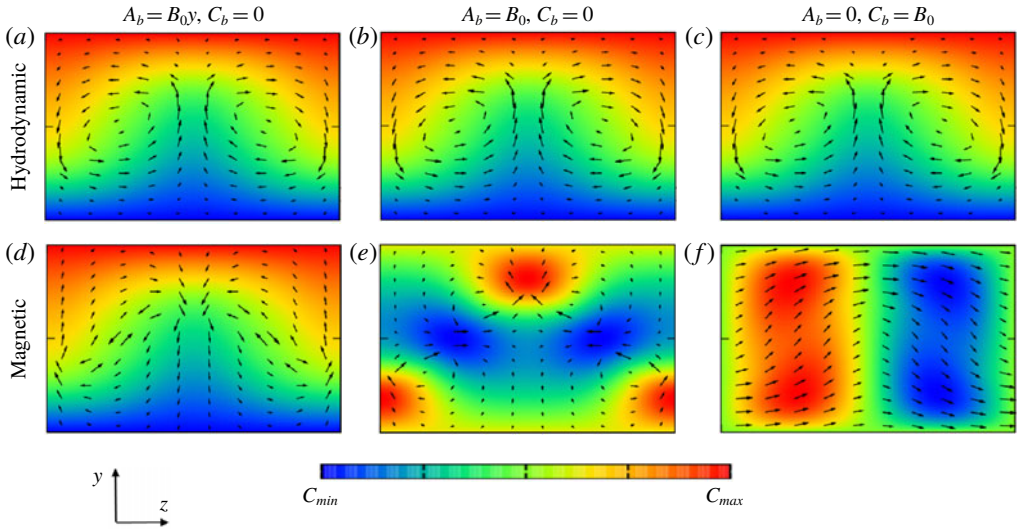 A_b = B_0y, C_b = 0
A_b = B_0, C_b = 0
A_b = 0, C_b = B_0
(a)
(b)
(c)
Hydrodynamic
(d)
(e)
(f)
Magnetic
y
z
C_min
C_max